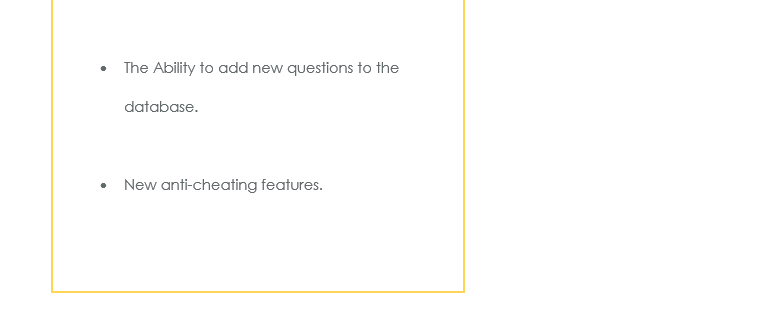 • The Ability to add new questions to the
database.
• New anti-cheating features.